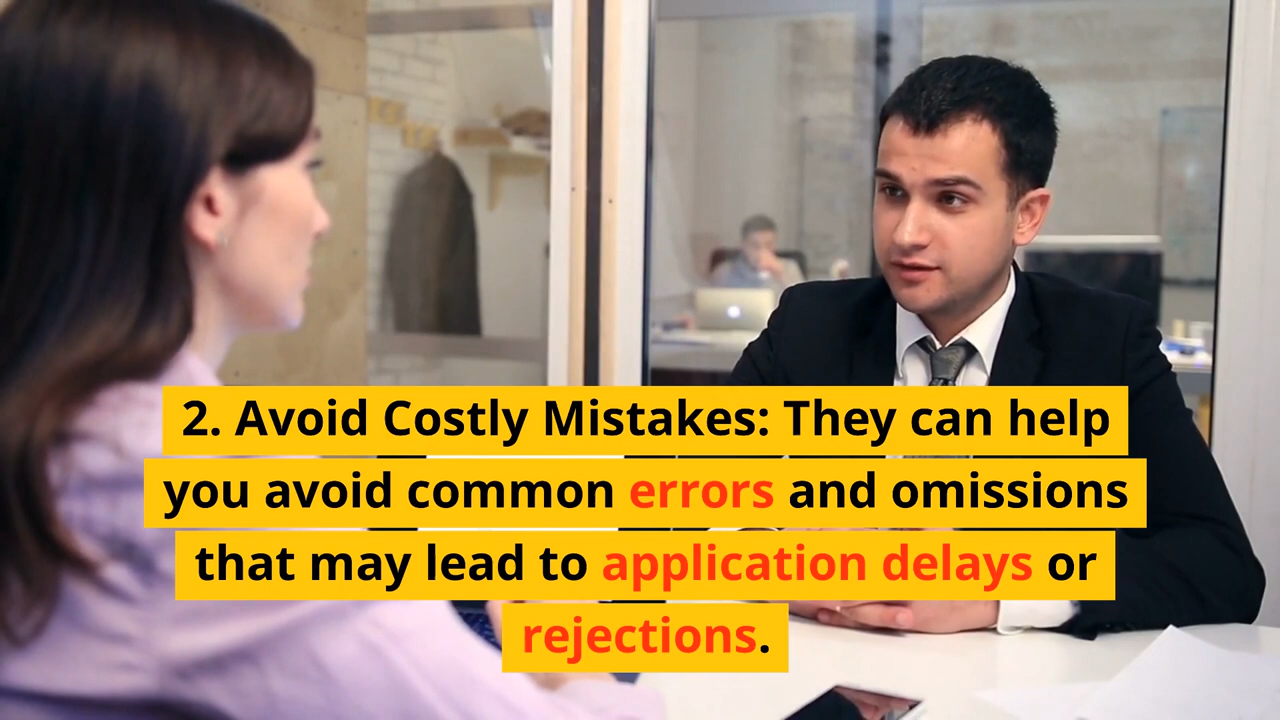 2. Avoid Costly Mistakes: They can help
you avoid common errors and omissions
that may lead to application delays or
rejections.